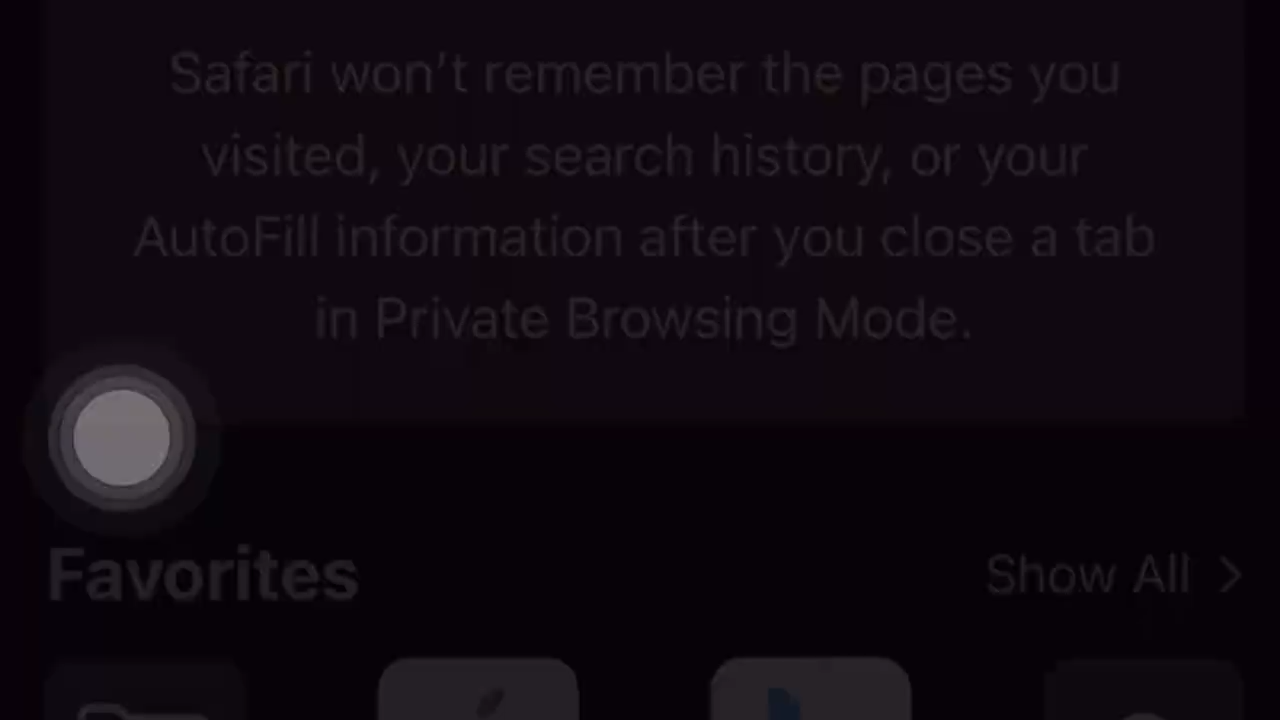 Safari won't remember the pages you
visited, your search history, or your
AutoFill information after you close a tab
in Private Browsing Mode.
Favorites
Show All